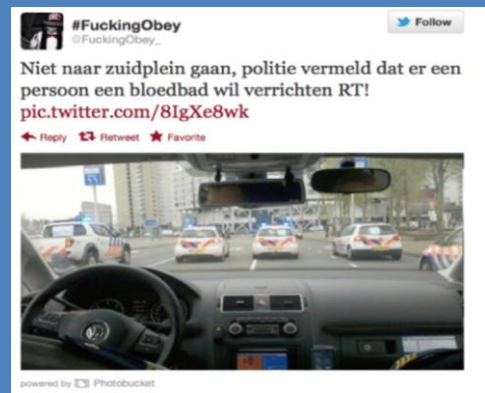 #FuckingObey
@FuckingObey_
Follow
Niet naar zuidplein gaan, politie vermeld dat er een
persoon een bloedbad wil verrichten RT!
pic.twitter.com/8IgXe8wk
Reply Retweet Favorite
powered by Photobucket